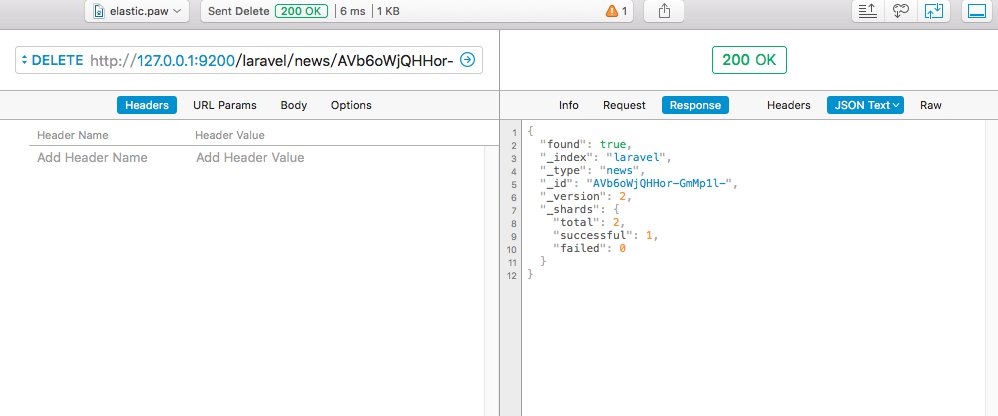 elastic.paw
Sent Delete 200 OK 6 ms 1 KB
1
DELETE http://127.0.0.1:9200/laravel/news/AVb6oWjQHHor-
200 OK
Headers URL Params Body Options
Info Request Response Headers JSON Text Raw
Header Name Header Value
Add Header Name Add Header Value
1 {
2 "found": true,
3 "_index": "laravel",
4 "_type": "news",
5 "_id": "AVb6oWjQHHor-GmMp1l-",
6 "_version": 2,
7 "_shards": {
8 "total": 2,
9 "successful": 1,
10 "failed": 0
11 }
12 }